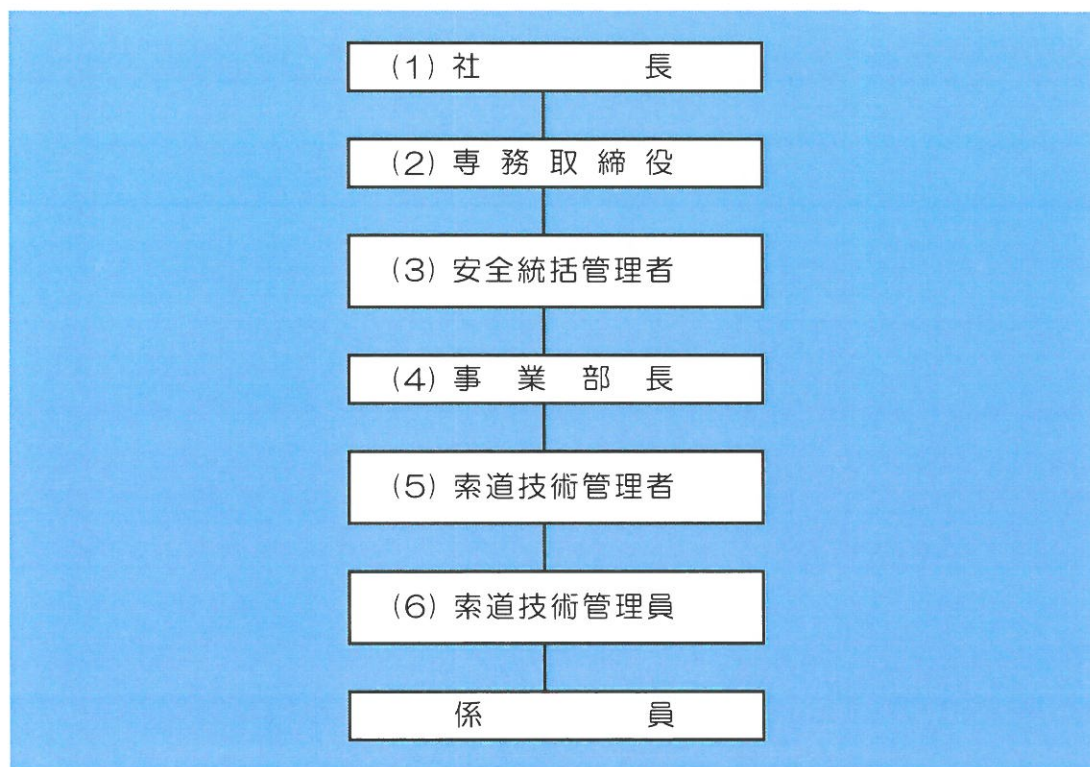 (1) 社長
(2) 専務取締役
(3) 安全統括管理者
(4) 事業部長
(5) 索道技術管理者
(6) 索道技術管理員
係員